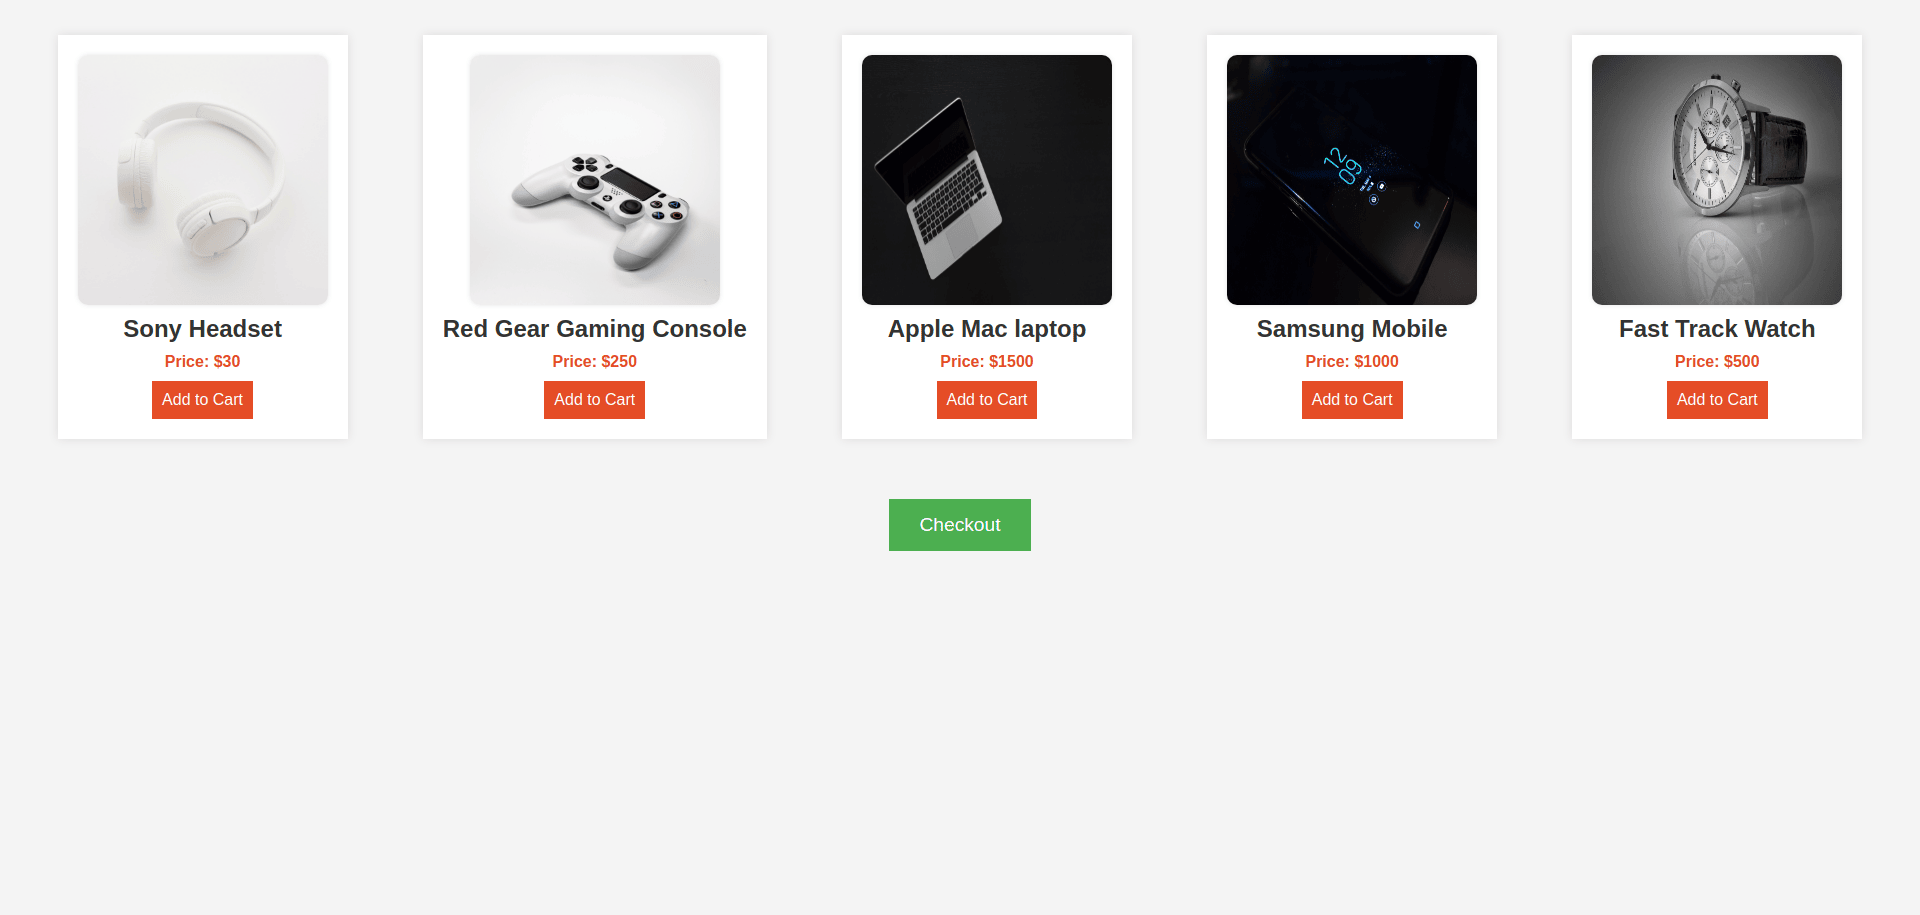 Sony Headset
Price: $30
Add to Cart
Red Gear Gaming Console
Price: $250
Add to Cart
Apple Mac laptop
Price: $1500
Add to Cart
Samsung Mobile
12
09
Price: $1000
Add to Cart
Fast Track Watch
Price: $500
Add to Cart
Checkout